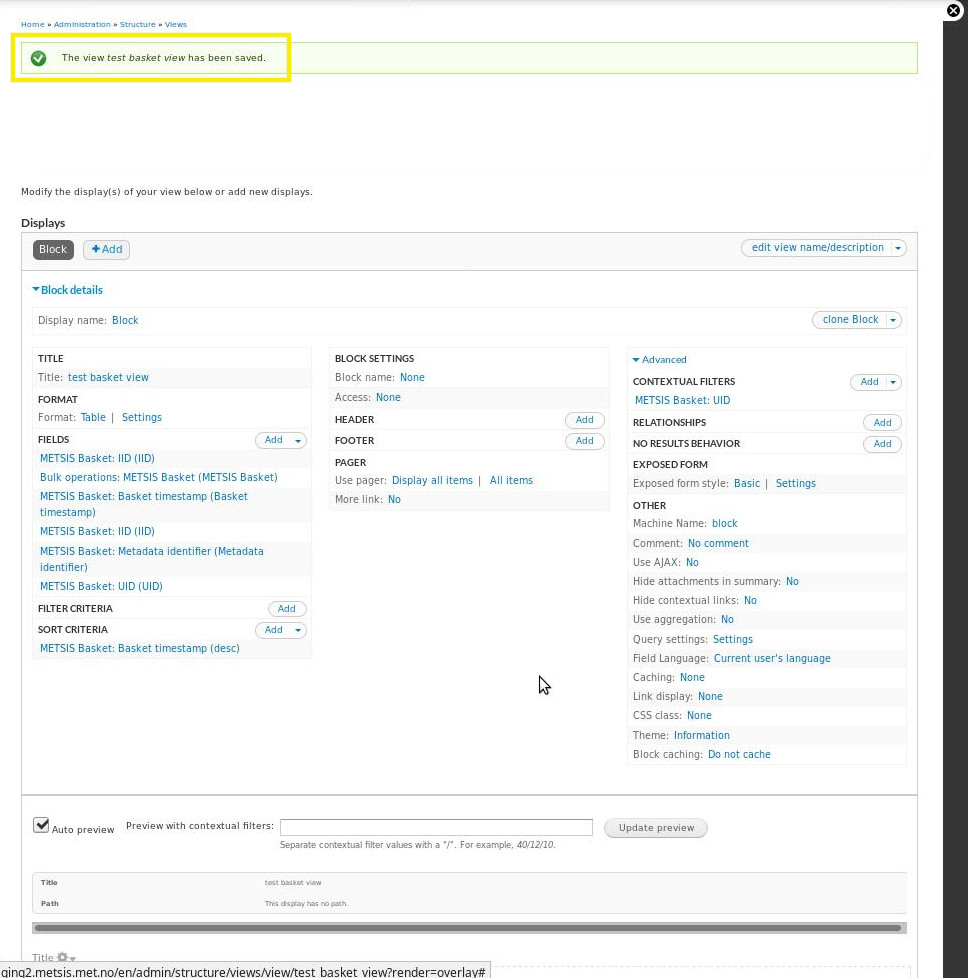 Home » Administration » Structure » Views
The view test basket view has been saved.
Modify the display(s) of your view below or add new displays.
Displays
Block
Add
edit view name/description
Block details
Display name: Block
clone Block
TITLE
Title: test basket view
FORMAT
Format: Table | Settings
FIELDS
Add
METSIS Basket: IID (IID)
Bulk operations: METSIS Basket (METSIS Basket)
METSIS Basket: Basket timestamp (Basket
timestamp)
METSIS Basket: IID (IID)
METSIS Basket: Metadata identifier (Metadata
identifier)
METSIS Basket: UID (UID)
FILTER CRITERIA
Add
SORT CRITERIA
Add
METSIS Basket: Basket timestamp (desc)
BLOCK SETTINGS
Block name: None
Access: None
HEADER
Add
FOOTER
Add
PAGER
Use pager: Display all items | All items
More link: No
Advanced
CONTEXTUAL FILTERS
Add
METSIS Basket: UID
RELATIONSHIPS
Add
NO RESULTS BEHAVIOR
Add
EXPOSED FORM
Exposed form style: Basic | Settings
OTHER
Machine Name: block
Comment: No comment
Use AJAX: No
Hide attachments in summary: No
Hide contextual links: No
Use aggregation: No
Query settings: Settings
Field Language: Current user's language
Caching: None
Link display: None
CSS class: None
Theme: Information
Block caching: Do not cache
Auto preview
Preview with contextual filters:
Update preview
Separate contextual filter values with a "/". For example, 40/12/10.
Title test basket view
Path This display has no path.
Title
ging2.metsis.met.no/en/admin/structure/views/view/test_basket_view?render=overlay#